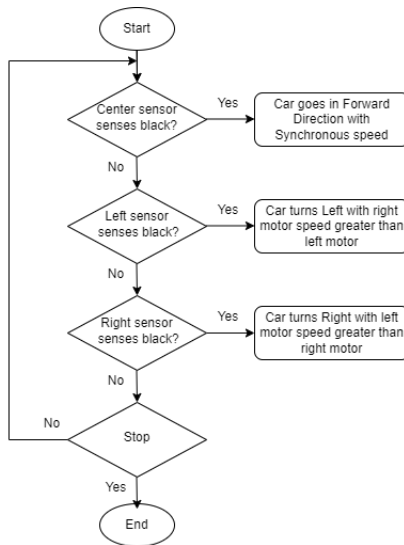 Start
Center sensor
senses black?
Yes
Car goes in Forward
Direction with
Synchronous speed
No
Left sensor
senses black?
Yes
Car turns Left with right
motor speed greater than
left motor
No
Right sensor
senses black?
Yes
Car turns Right with left
motor speed greater than
right motor
No
No
Stop
Yes
End